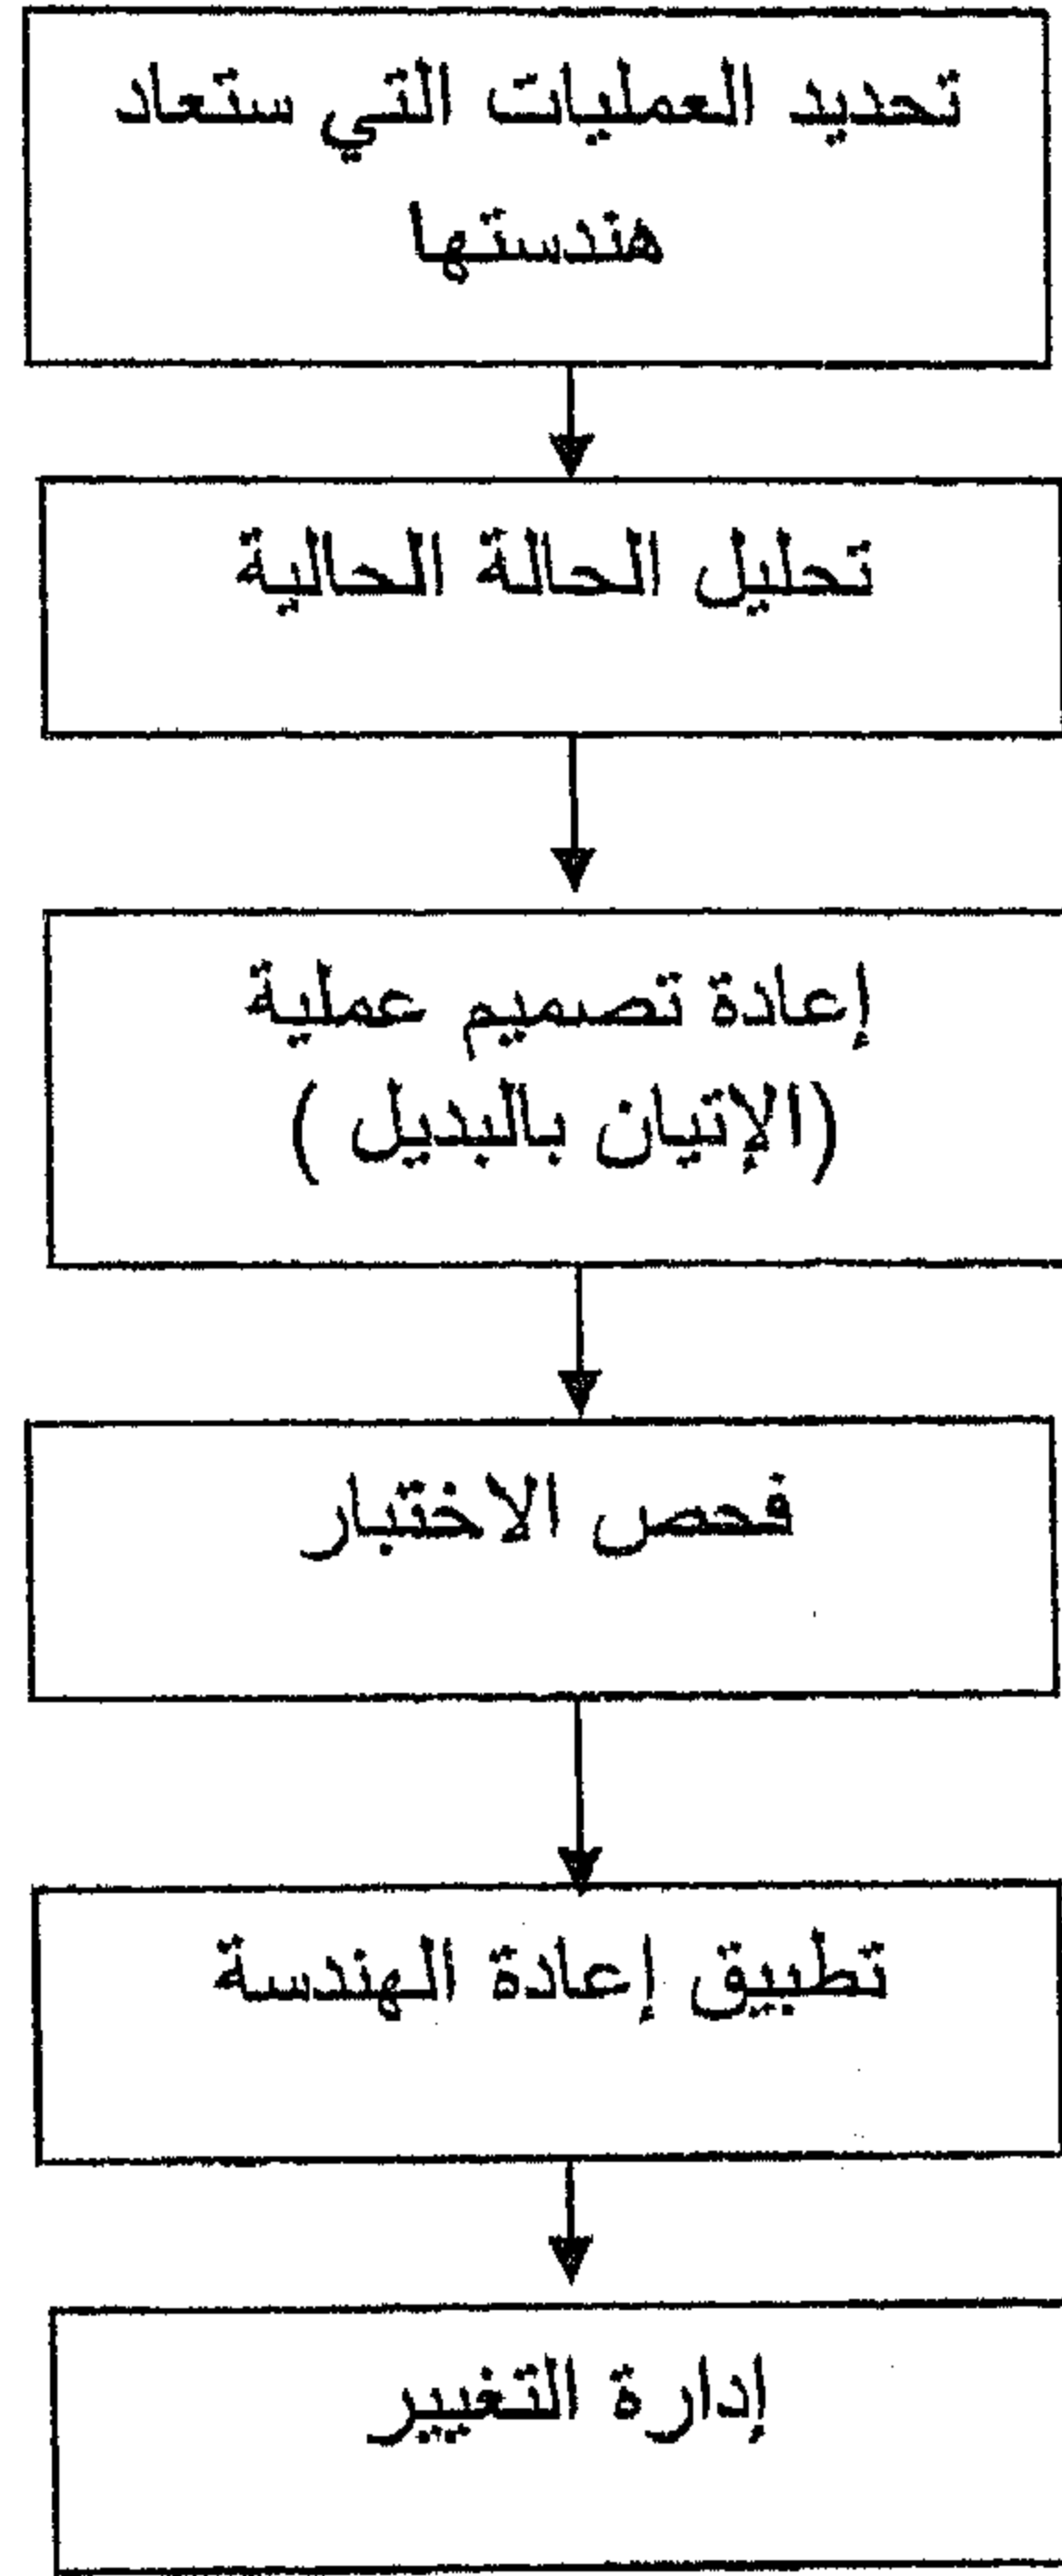 تحديد العمليات التي ستعاد
هندستها
تحليل الحالة الحالية
إعادة تصميم عملية
(الإتيان بالبديل )
فحص الاختبار
تطبيق إعادة الهندسة
إدارة التغيير